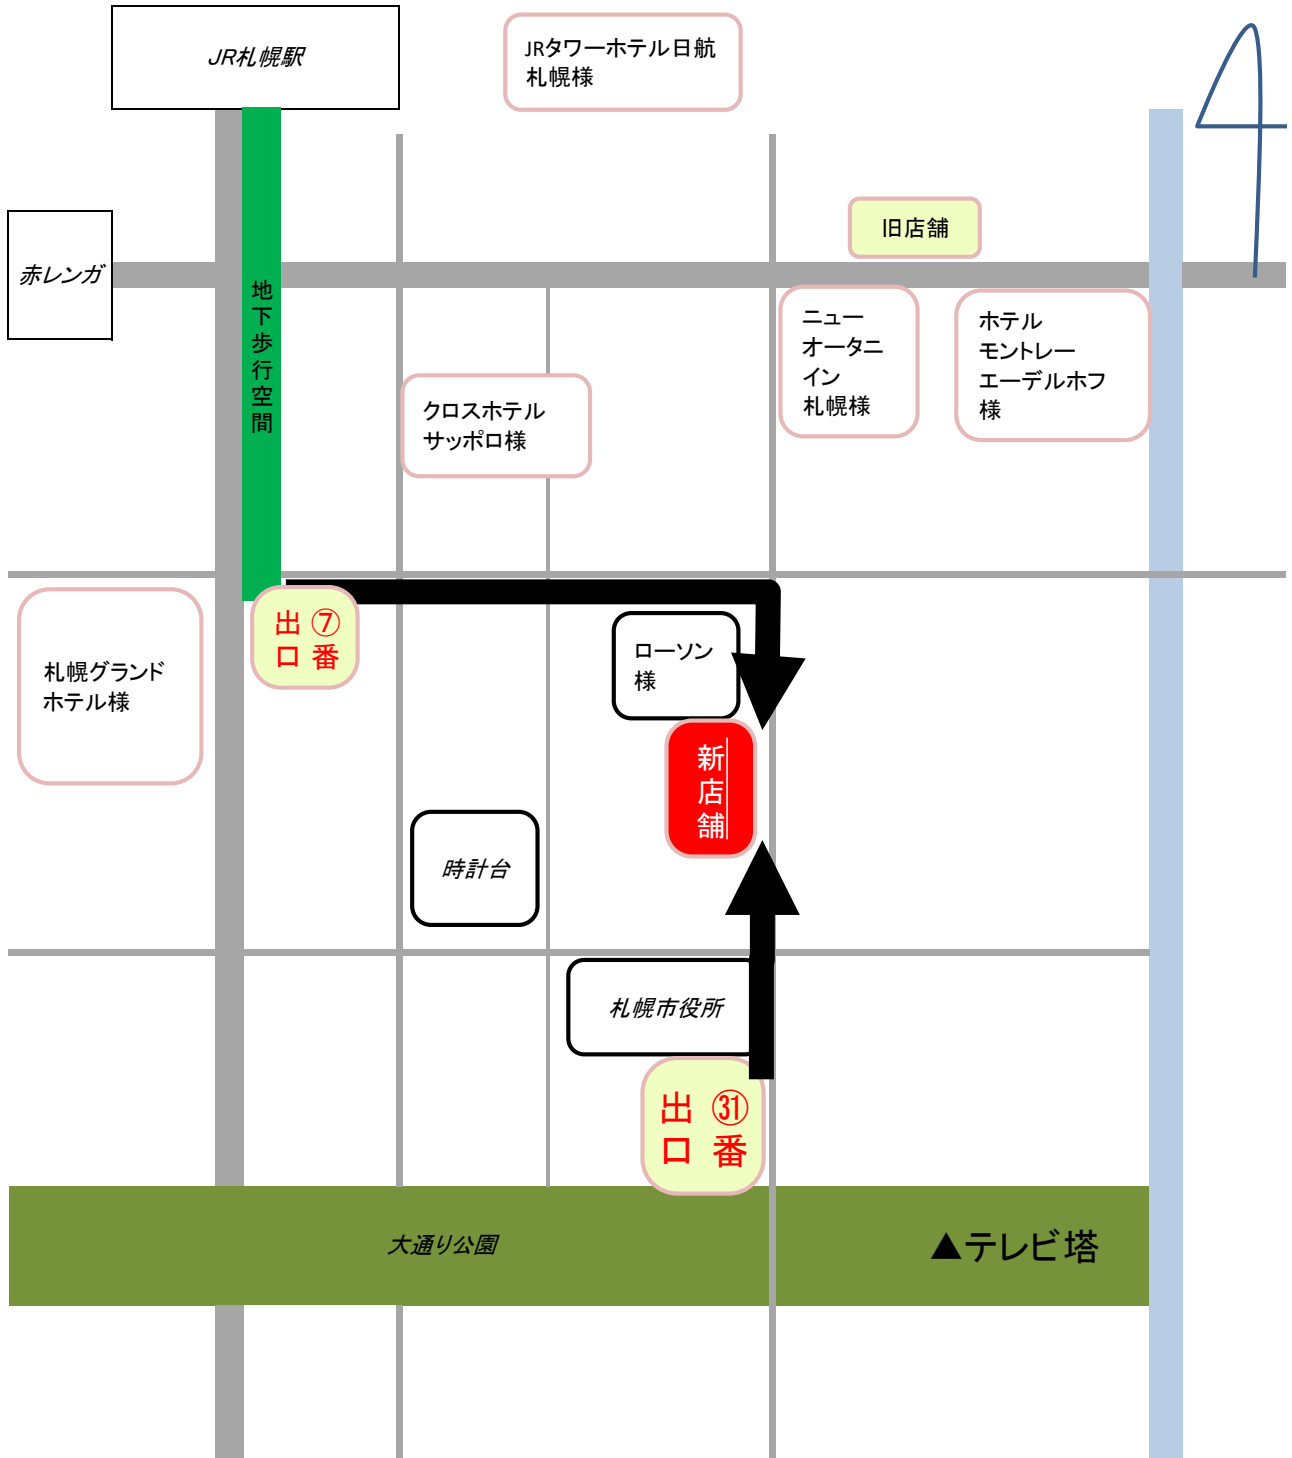 JR札幌駅
JRタワーホテル日航
札幌様
旧店舗
赤レンガ
地下歩行空間
ニュー
オータニ
イン
札幌様
ホテル
モントレー
エーデルホフ
様
クロスホテル
サッポロ様
⑦番
出口
ローソン
様
札幌グランド
ホテル様
新店舗
時計台
札幌市役所
㉛番
出口
大通り公園
▲テレビ塔